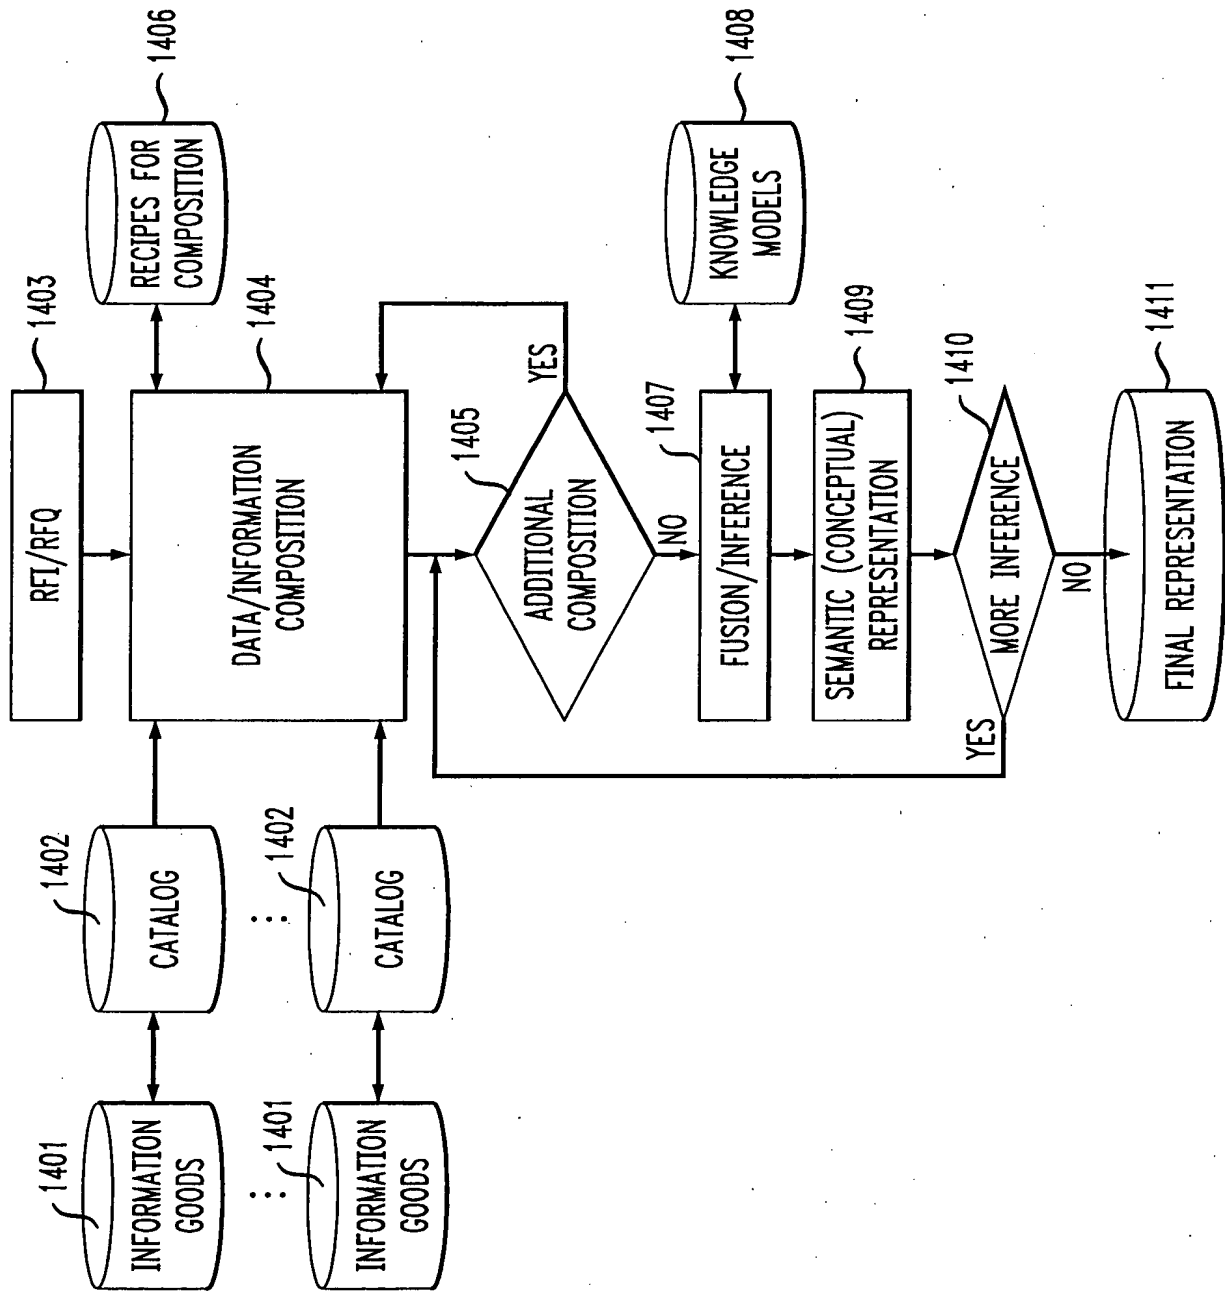 RFI/RFQ
1403
1406
RECIPES FOR
COMPOSITION
1404
DATA/INFORMATION
COMPOSITION
1401
INFORMATION
GOODS
1402
CATALOG
1401
INFORMATION
GOODS
1402
CATALOG
1405
ADDITIONAL
COMPOSITION
YES
NO
1407
FUSION/INFERENCE
1408
KNOWLEDGE
MODELS
1409
SEMANTIC (CONCEPTUAL)
REPRESENTATION
1410
MORE INFERENCE
YES
NO
1411
FINAL REPRESENTATION